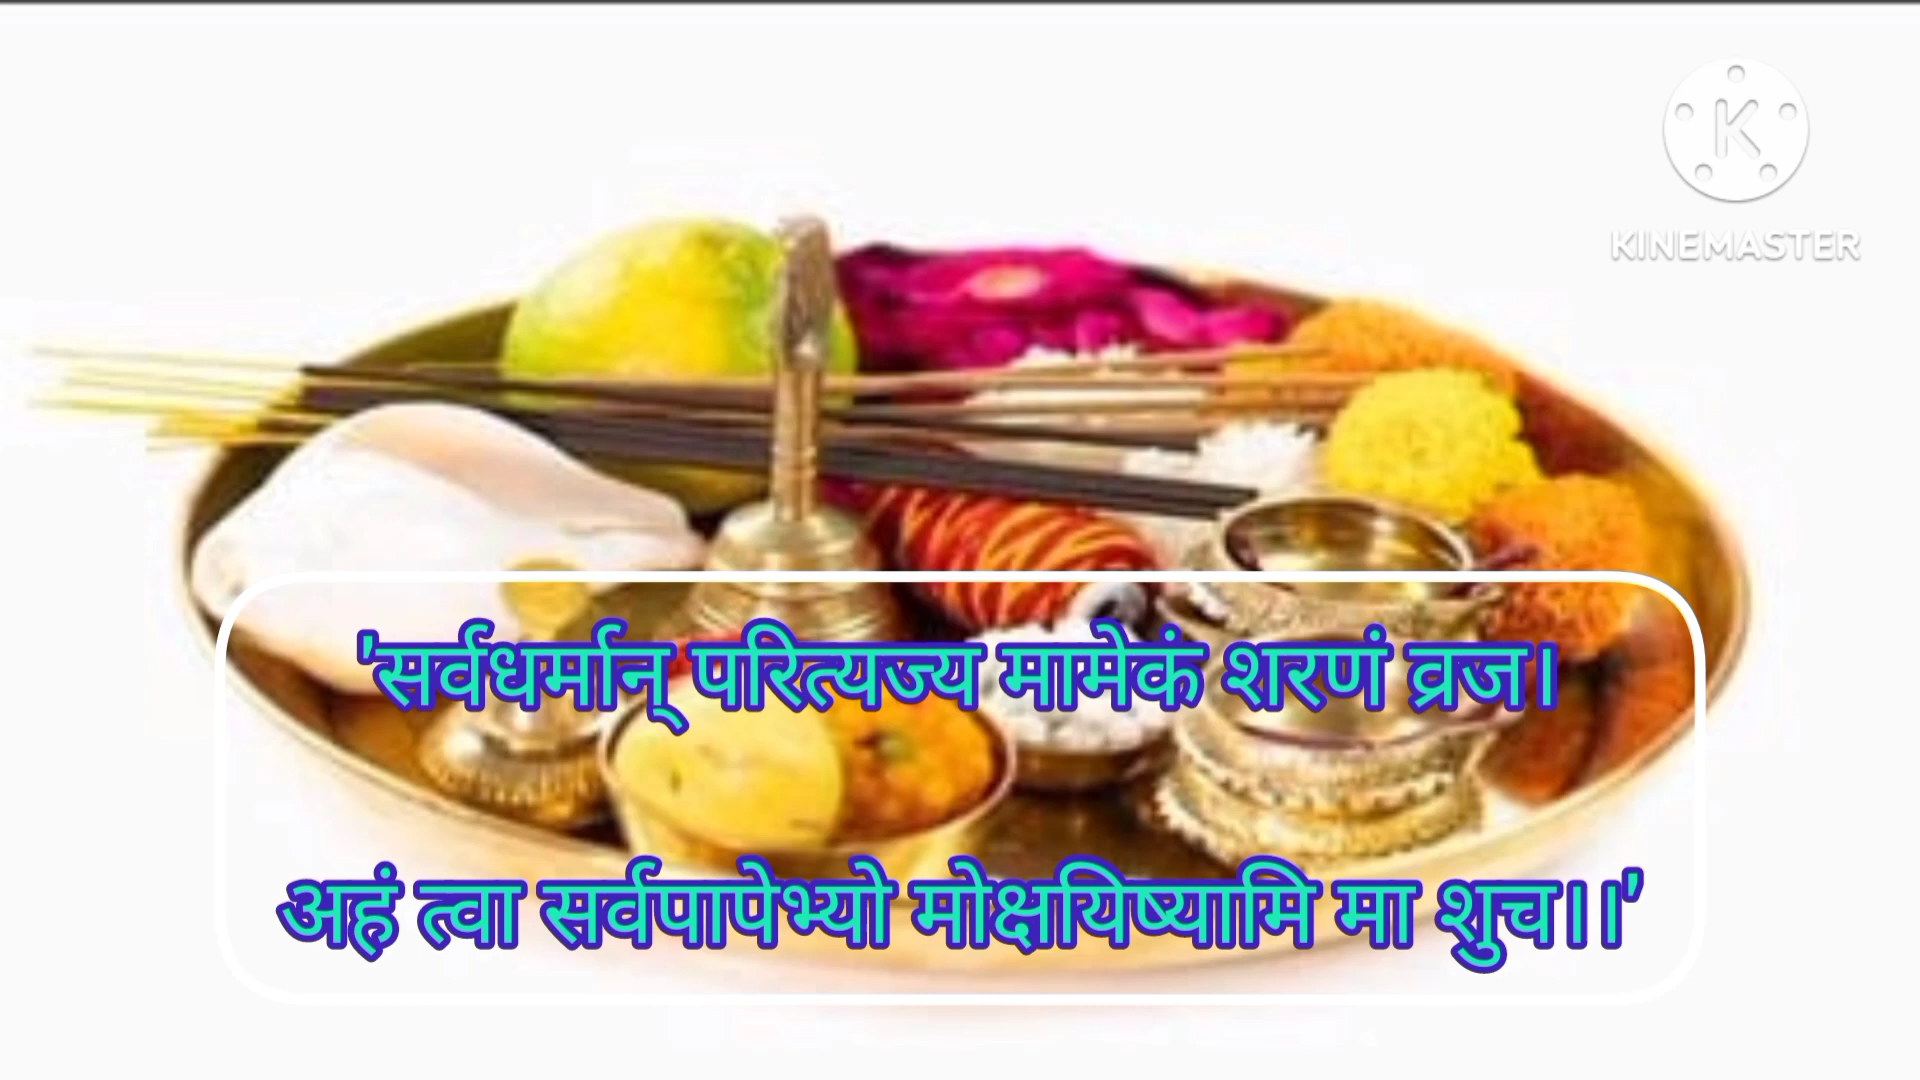 K
KINEMASTER
'सर्वधर्मान् परित्यज्य मामेकं शरणं व्रज।
अहं त्वा सर्वपापेभ्यो मोक्षयिष्यामि मा शुच।।'